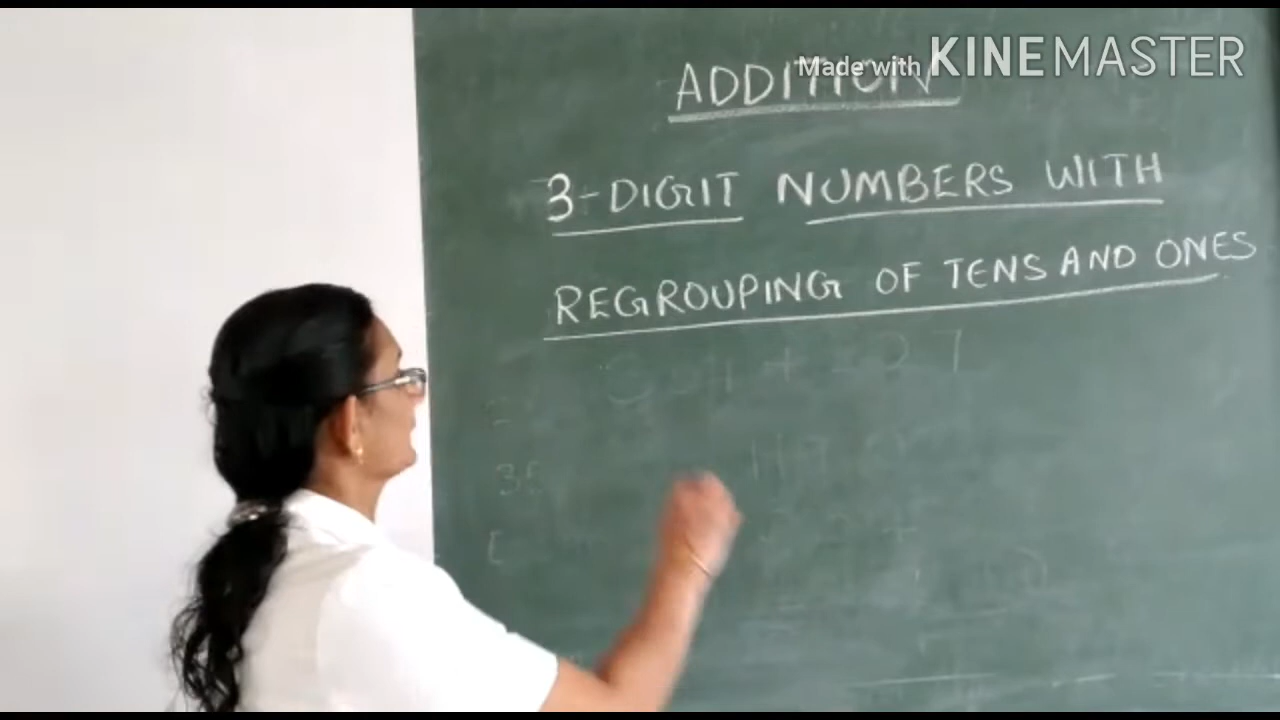 Made with KINEMASTER
ADDITION
3-DIGIT NUMBERS WITH
REGROUPING OF TENS AND ONES